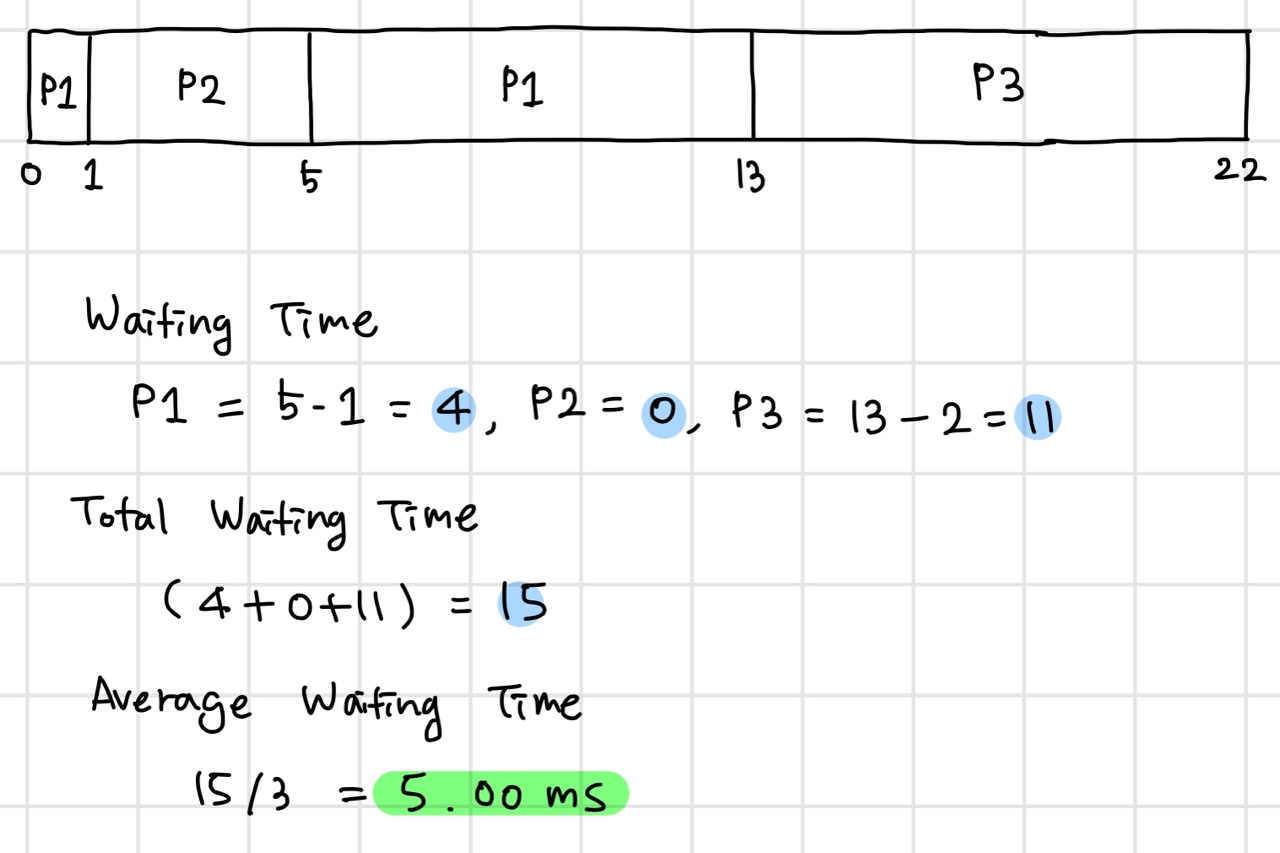 P1 P2 P1 P3
0 1 5 13 22
Waiting Time
P1 = 5-1 = 4, P2 = 0, P3 = 13 - 2 = 11
Total Waiting Time
(4+0+11) = 15
Average Waiting Time
15/3 = 5.00 ms